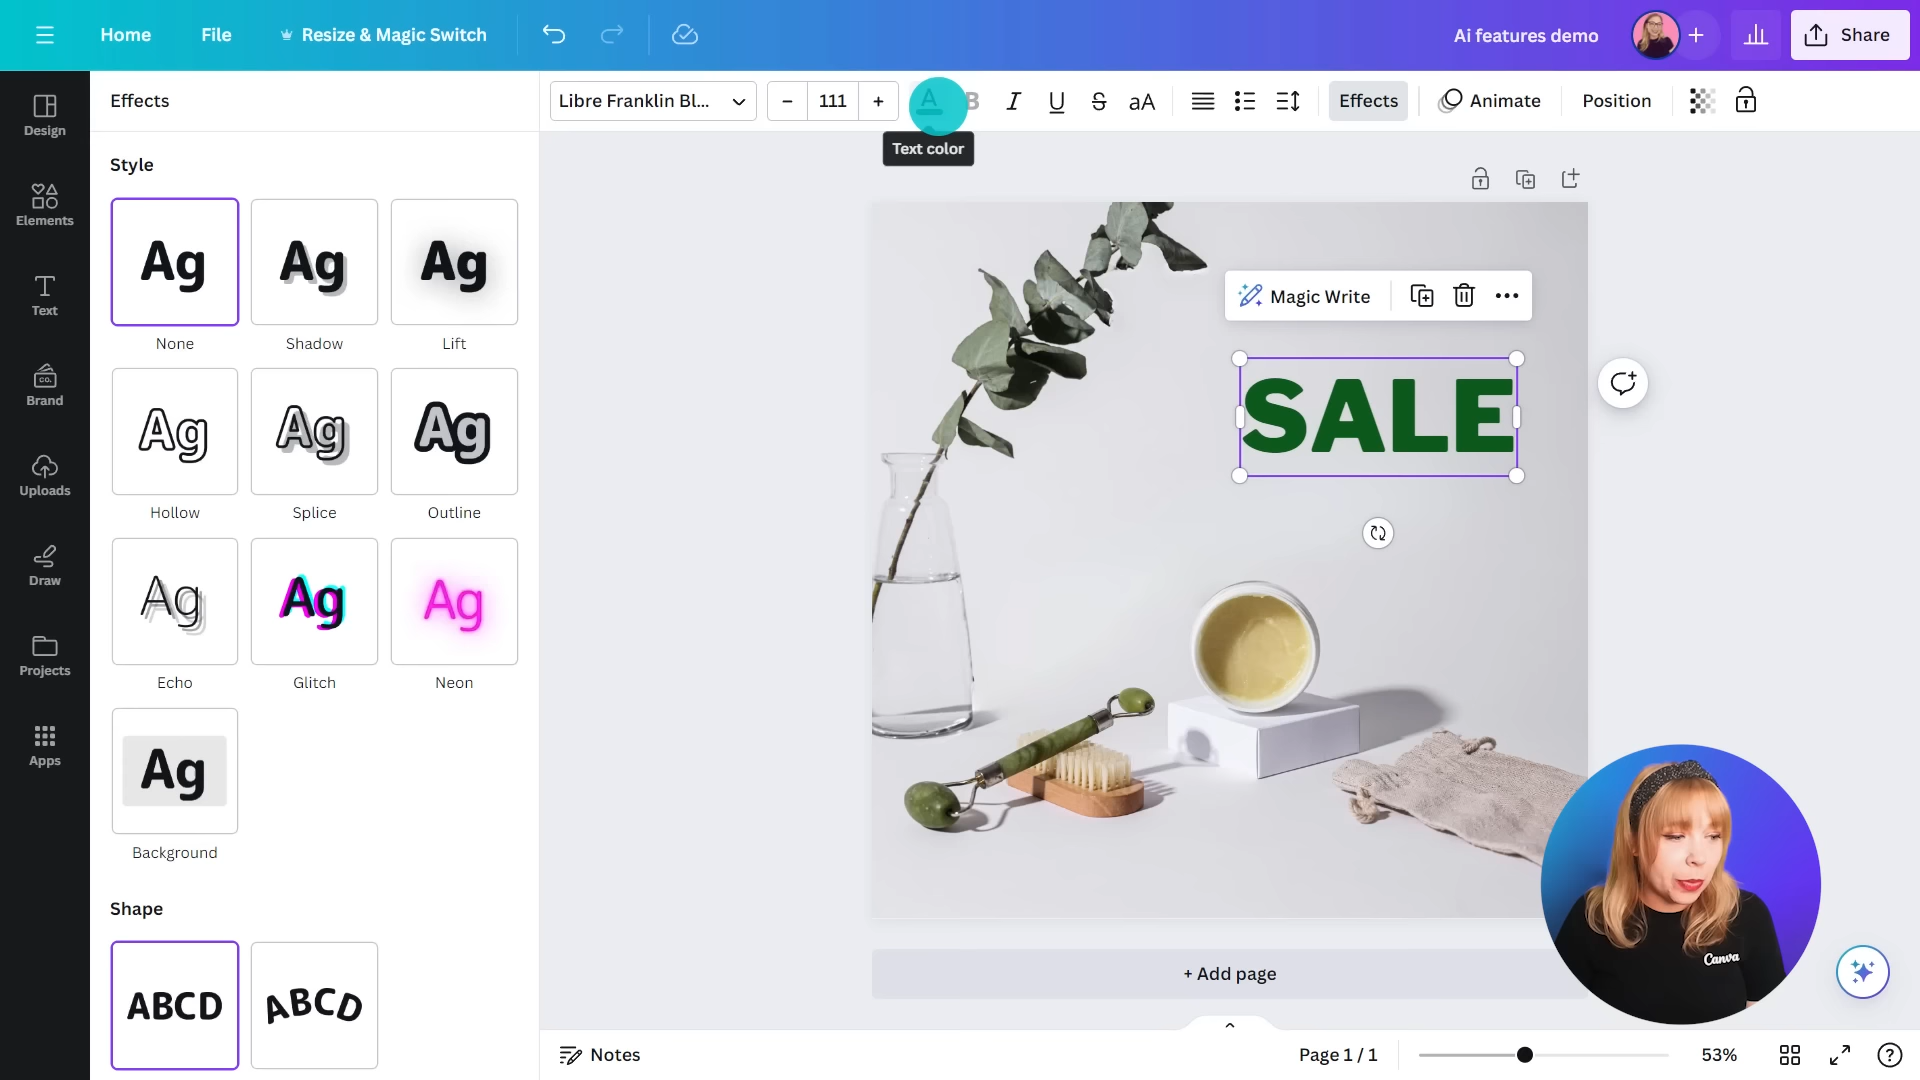 Home
File
Resize & Magic Switch
Ai features demo
Share
Design
Elements
Text
CO.
Brand
Uploads
Draw
Projects
Apps
Effects
Style
Ag
None
Ag
Shadow
Ag
Lift
Ag
Hollow
Ag
Splice
Ag
Outline
Ag
Echo
Ag
Glitch
Ag
Neon
Ag
Background
Shape
ABCD
ABCD
Libre Franklin Bl...
– 111 +
A
B
I
U
S
aA
Effects
Animate
Position
Text color
Magic Write
SALE
Canva
+ Add page
Notes
Page 1 / 1
53%
?